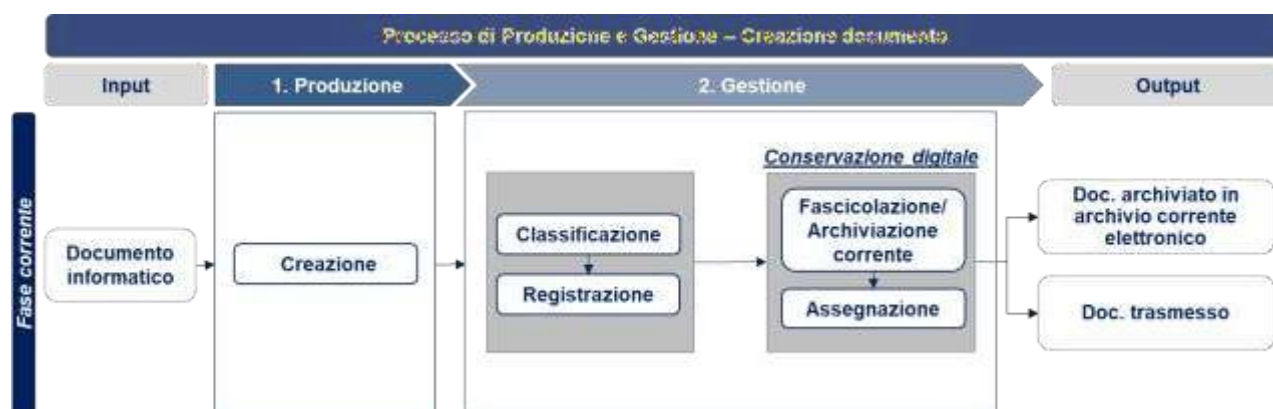 Processo di Produzione e Gestione – Creazione documento
Input
1. Produzione
2. Gestione
Output
Fase corrente
Documento
informatico
Creazione
Classificazione
Registrazione
Conservazione digitale
Fascicolazione/
Archiviazione
corrente
Assegnazione
Doc. archiviato in
archivio corrente
elettronico
Doc. trasmesso